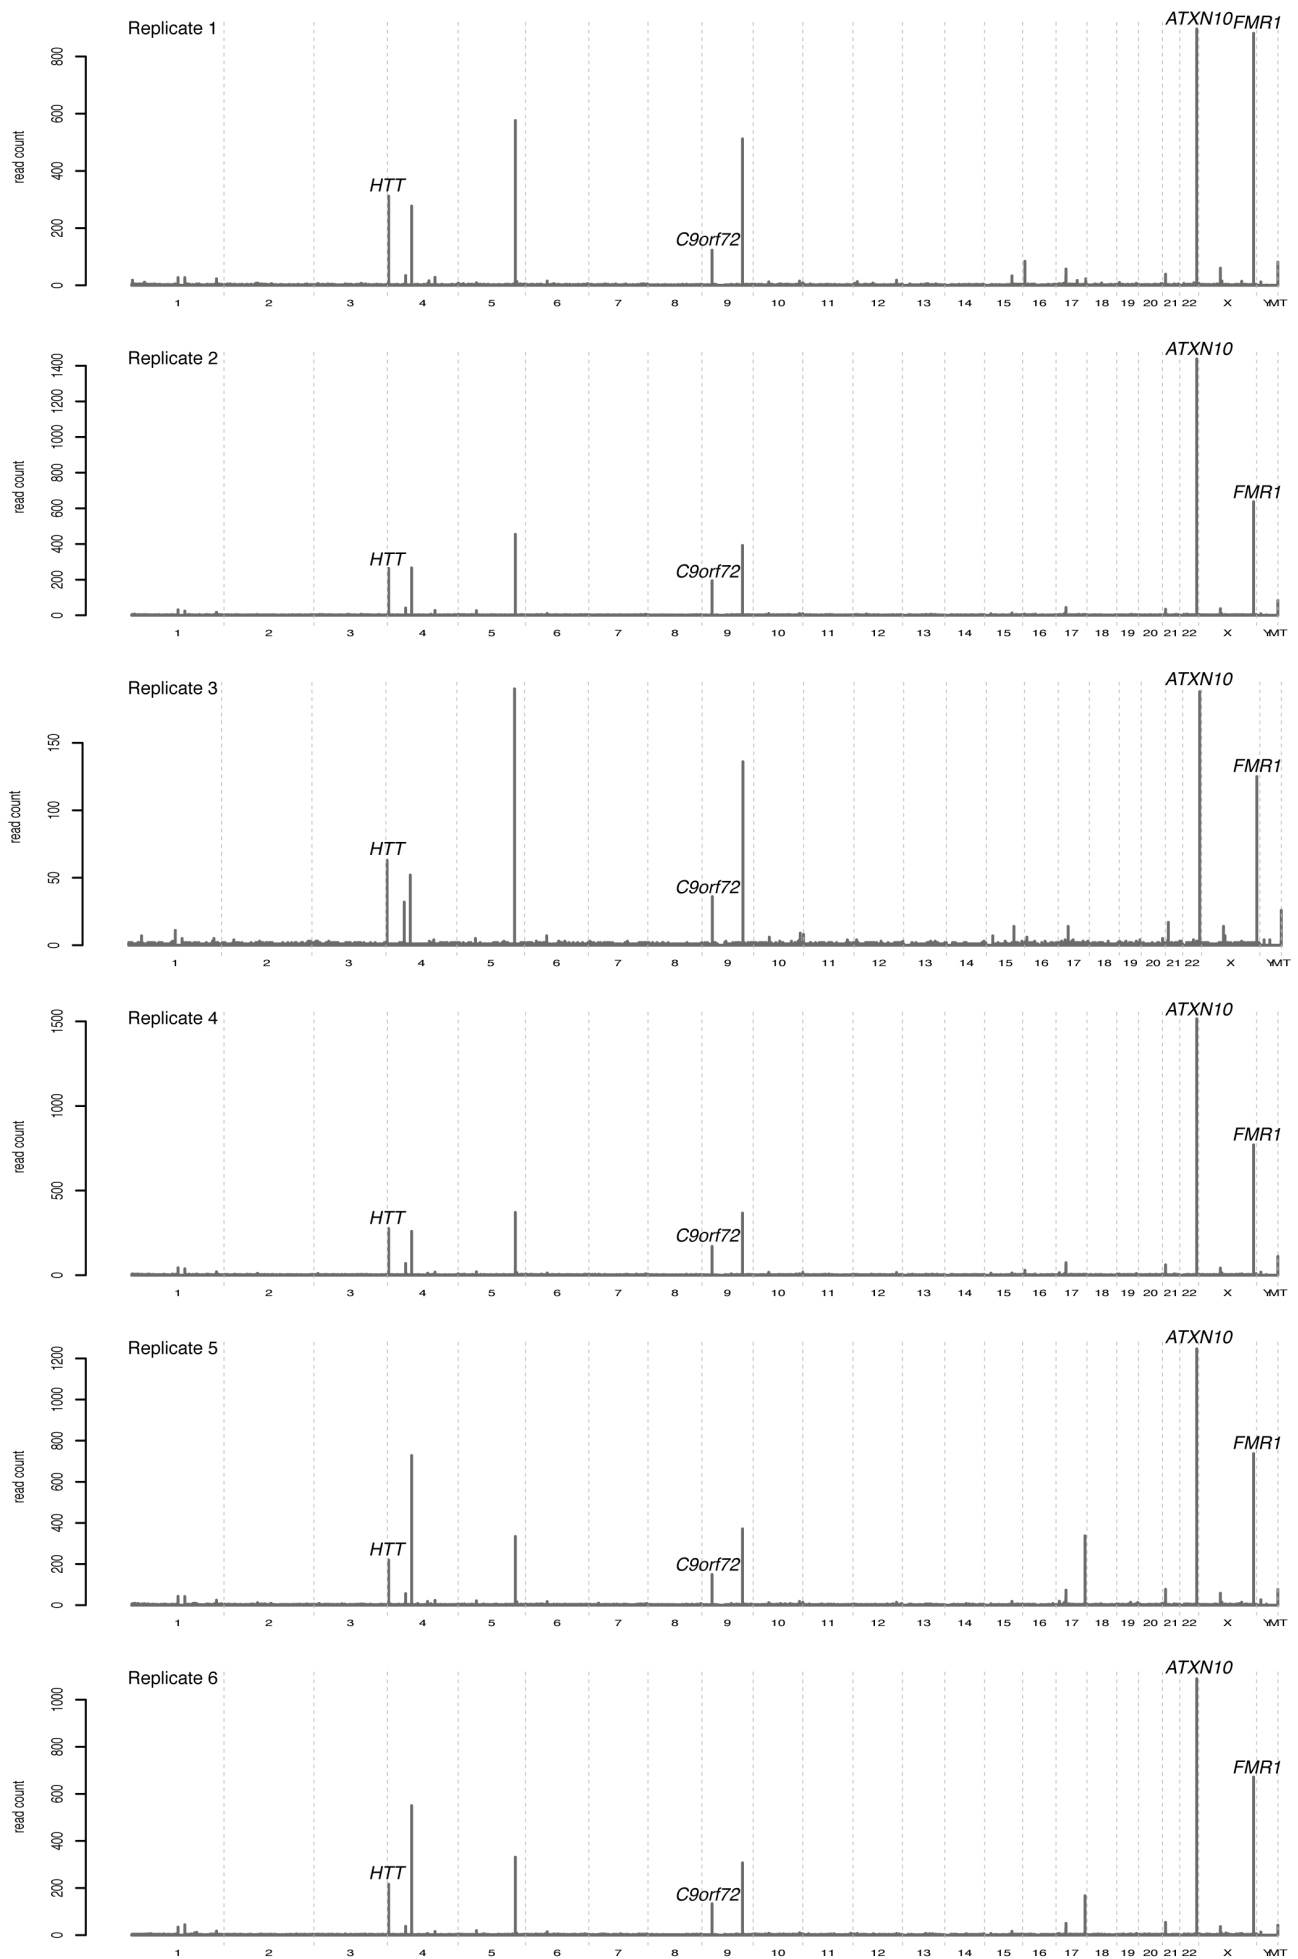 Replicate 1
ATXN10 FMR1
HTT
C9orf72
read count
0 200 400 600 800
1 2 3 4 5 6 7 8 9 10 11 12 13 14 15 16 17 18 19 20 21 22 X Y MT
Replicate 2
ATXN10
FMR1
HTT
C9orf72
read count
0 200 400 600 800 1000 1200 1400
1 2 3 4 5 6 7 8 9 10 11 12 13 14 15 16 17 18 19 20 21 22 X Y MT
Replicate 3
ATXN10
FMR1
HTT
C9orf72
read count
0 50 100 150
1 2 3 4 5 6 7 8 9 10 11 12 13 14 15 16 17 18 19 20 21 22 X Y MT
Replicate 4
ATXN10
FMR1
HTT
C9orf72
read count
0 500 1000 1500
1 2 3 4 5 6 7 8 9 10 11 12 13 14 15 16 17 18 19 20 21 22 X Y MT
Replicate 5
ATXN10
FMR1
HTT
C9orf72
read count
0 200 400 600 800 1000 1200
1 2 3 4 5 6 7 8 9 10 11 12 13 14 15 16 17 18 19 20 21 22 X Y MT
Replicate 6
ATXN10
FMR1
HTT
C9orf72
read count
0 200 400 600 800 1000
1 2 3 4 5 6 7 8 9 10 11 12 13 14 15 16 17 18 19 20 21 22 X Y MT